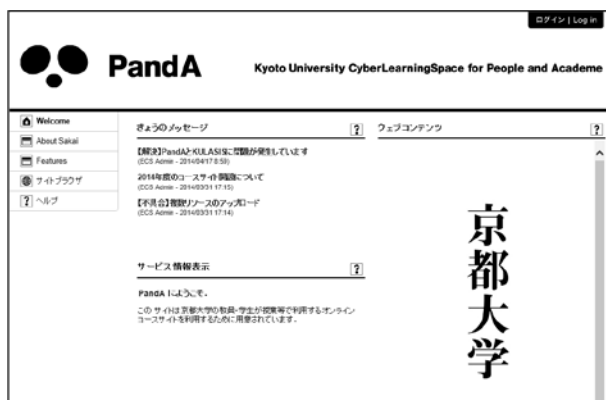 ログイン | Log in
PandA
Kyoto University CyberLearningSpace for People and Academe
Welcome
About Sakai
Features
サイトブラウザ
ヘルプ
きょうのメッセージ
【解決】PandAとKULASISに問題が発生しています
(ECS Admin - 2014/04/17 8:59)
2014年度のコースサイト開設について
(ECS Admin - 2014/03/31 17:15)
【不具合】複数リソースのアップロード
(ECS Admin - 2014/03/31 17:14)
サービス情報表示
PandA にようこそ.
この サイトは京都大学の教員・学生が授業等で利用するオンライン
コースサイトを利用するために用意されています.
ウェブコンテンツ
京都大学